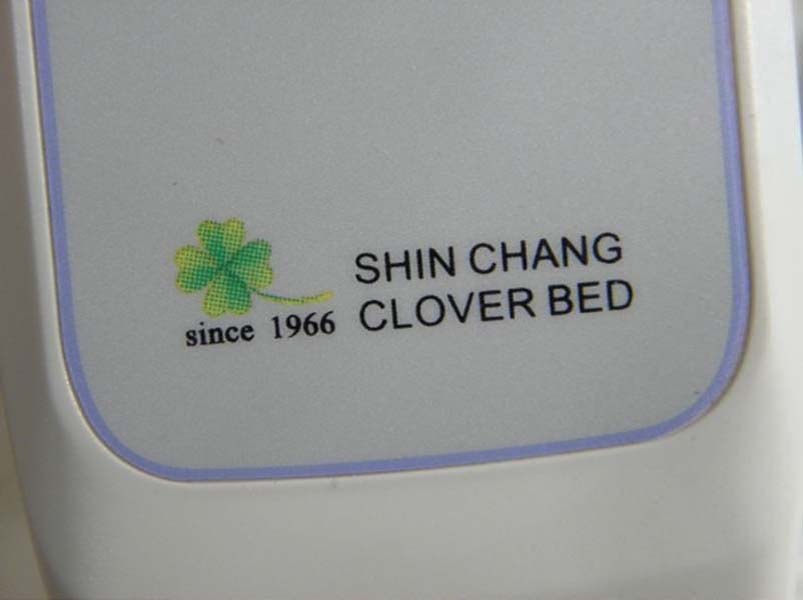 SHIN CHANG
CLOVER BED
since 1966